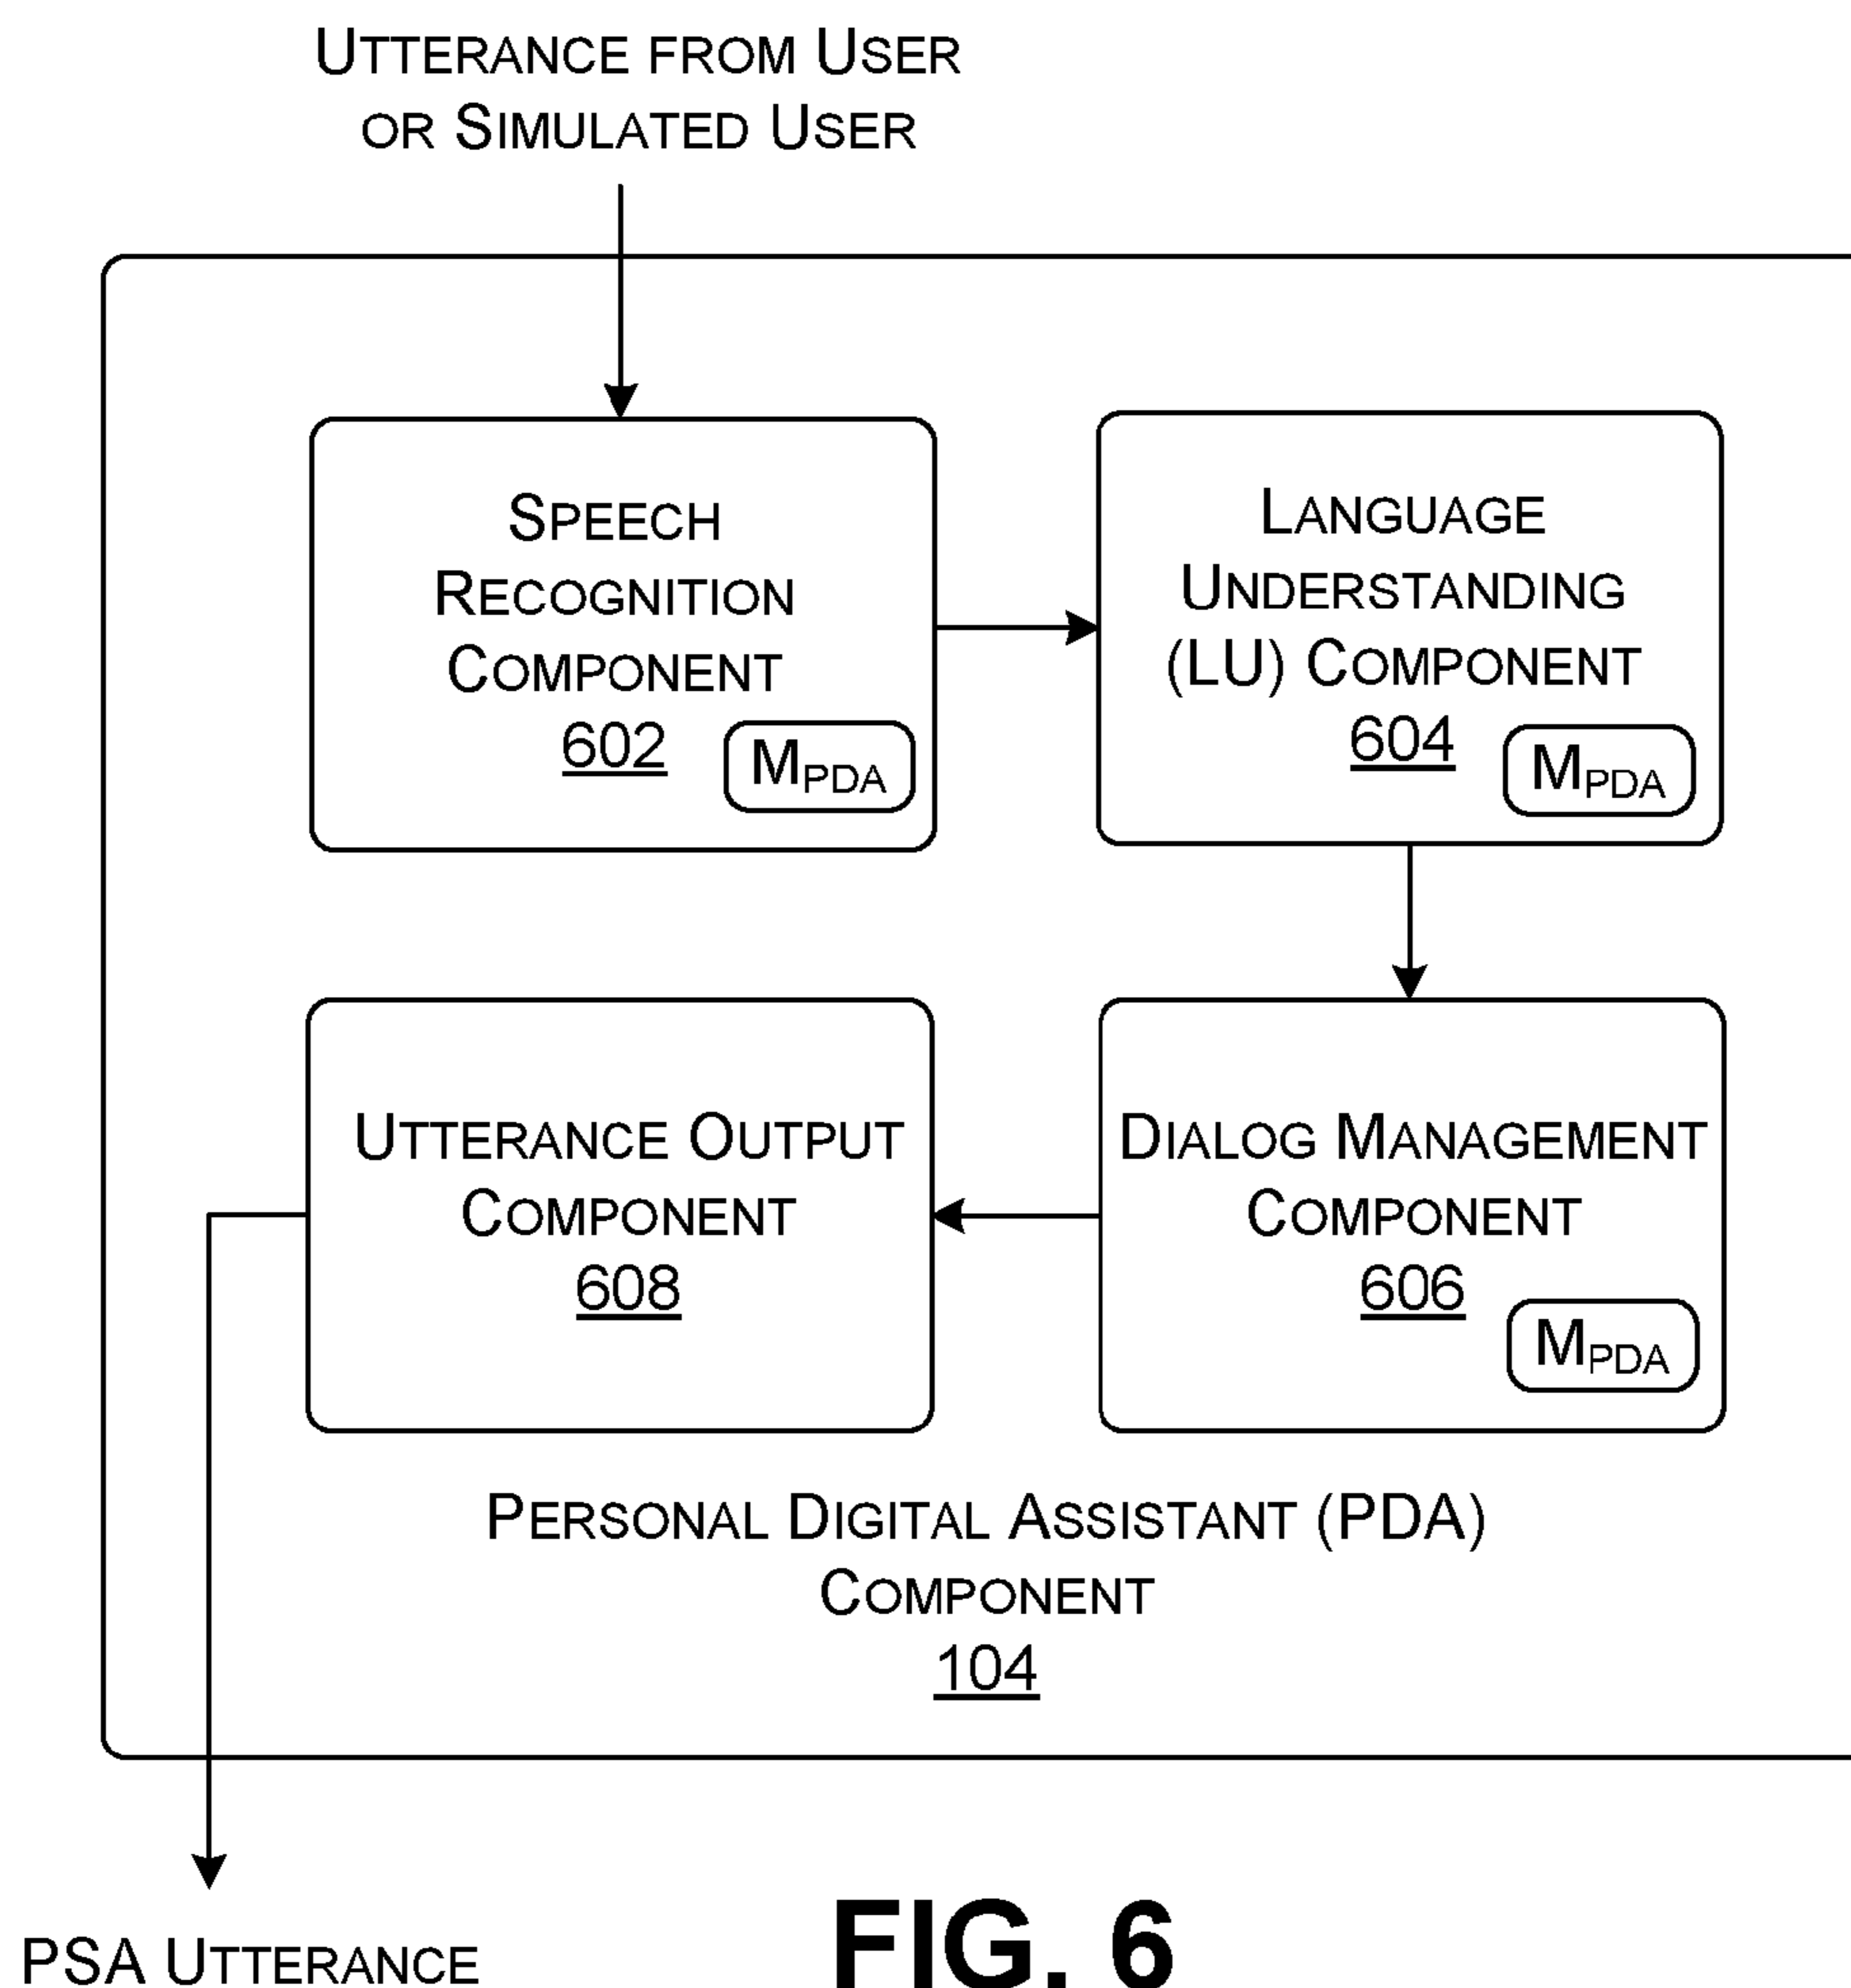 UTTERANCE FROM USER
OR SIMULATED USER
SPEECH
RECOGNITION
COMPONENT
602
MPDA
LANGUAGE
UNDERSTANDING
(LU) COMPONENT
604
MPDA
UTTERANCE OUTPUT
COMPONENT
608
DIALOG MANAGEMENT
COMPONENT
606
MPDA
PERSONAL DIGITAL ASSISTANT (PDA)
COMPONENT
104
PSA UTTERANCE
FIG. 6